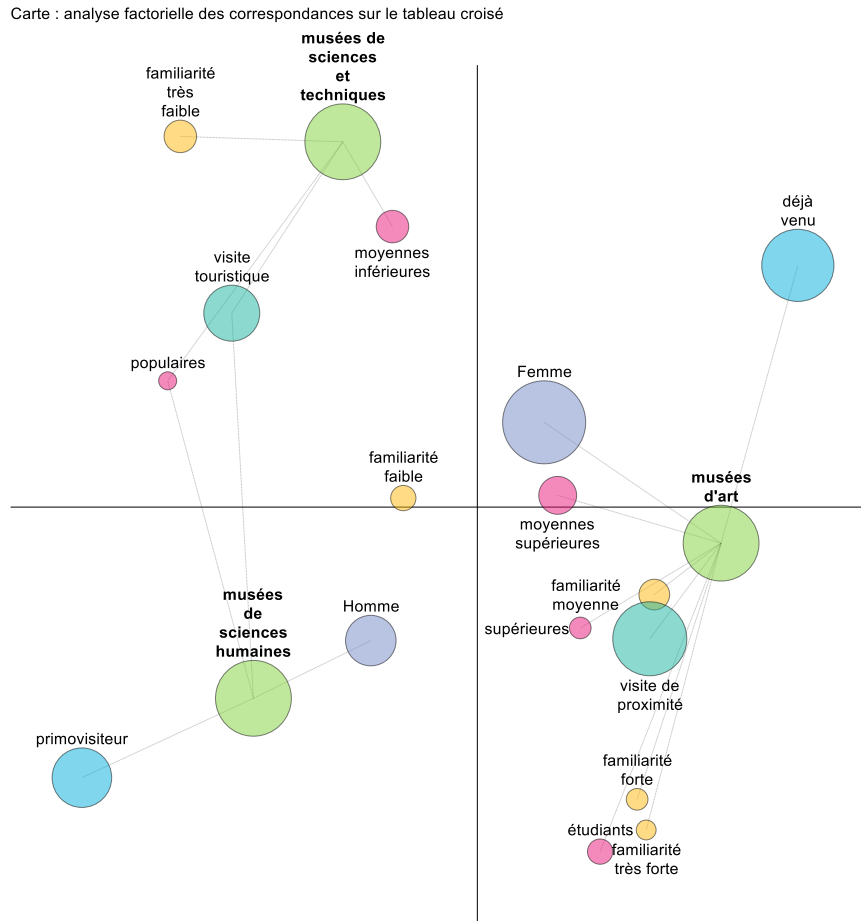 Carte : analyse factorielle des correspondances sur le tableau croisé
musées de
sciences
et
techniques
familiarité
très
faible
moyennes
inférieures
visite
touristique
populaires
déjà
venu
Femme
familiarité
faible
musées
d'art
moyennes
supérieures
familiarité
moyenne
supérieures
visite de
proximité
musées
de
sciences
humaines
Homme
primovisiteur
familiarité
forte
étudiants
familiarité
très forte